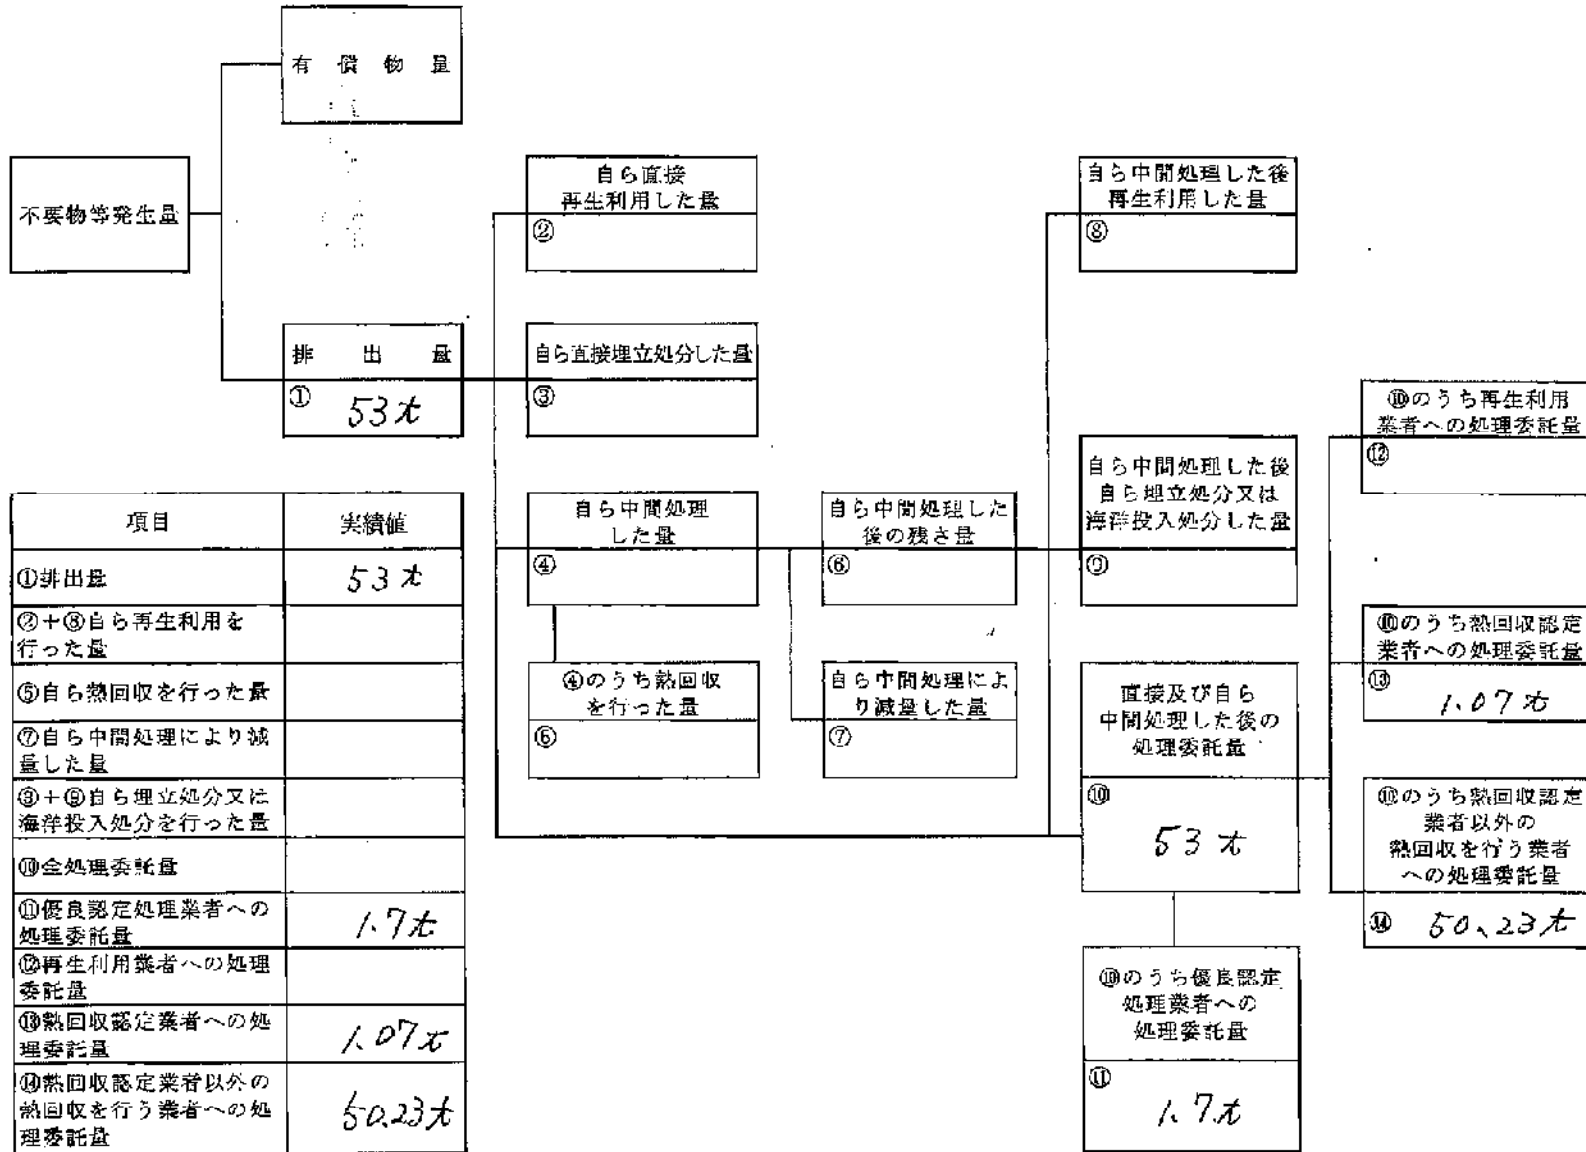 有償物量
不要物等発生量
自ら直接
再生利用した量
②
自ら中間処理した後
再生利用した量
⑧
排出量
①
53t
自ら直接埋立処分した量
③
⑩のうち再生利用
業者への処理委託量
⑫
自ら中間処理
した量
④
自ら中間処理した
後の残さ量
⑥
自ら中間処理した後
自ら埋立処分又は
海洋投入処分した量
⑨
④のうち熱回収
を行った量
⑤
自ら中間処理によ
り減量した量
⑦
直接及び自ら
中間処理した後の
処理委託量
⑩
53t
⑩のうち熱回収認定
業者への処理委託量
⑬
1.07t
⑩のうち熱回収認定
業者以外の
熱回収を行う業者
への処理委託量
⑭
50.23t
⑩のうち優良認定
処理業者への
処理委託量
⑪
1.7t
項目 実績値
①排出量 53t
②+⑧自ら再生利用を
行った量
⑤自ら熱回収を行った量
⑦自ら中間処理により減
量した量
③+⑨自ら埋立処分又は
海洋投入処分を行った量
⑩全処理委託量
⑪優良認定処理業者への
処理委託量 1.7t
⑫再生利用業者への処理
委託量
⑬熱回収認定業者への処
理委託量 1.07t
⑭熱回収認定業者以外の
熱回収を行う業者への処
理委託量 50.23t